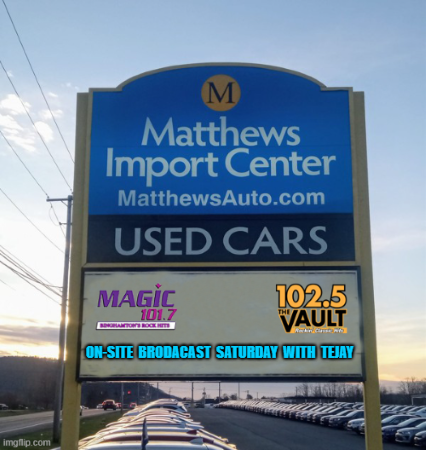 M
Matthews
Import Center
MatthewsAuto.com
USED CARS
MAGIC
101.7
BINGHAMTON'S ROCK HITS
102.5
THE
VAULT
ON-SITE BRODACAST SATURDAY WITH TEJAY
imgflip.com